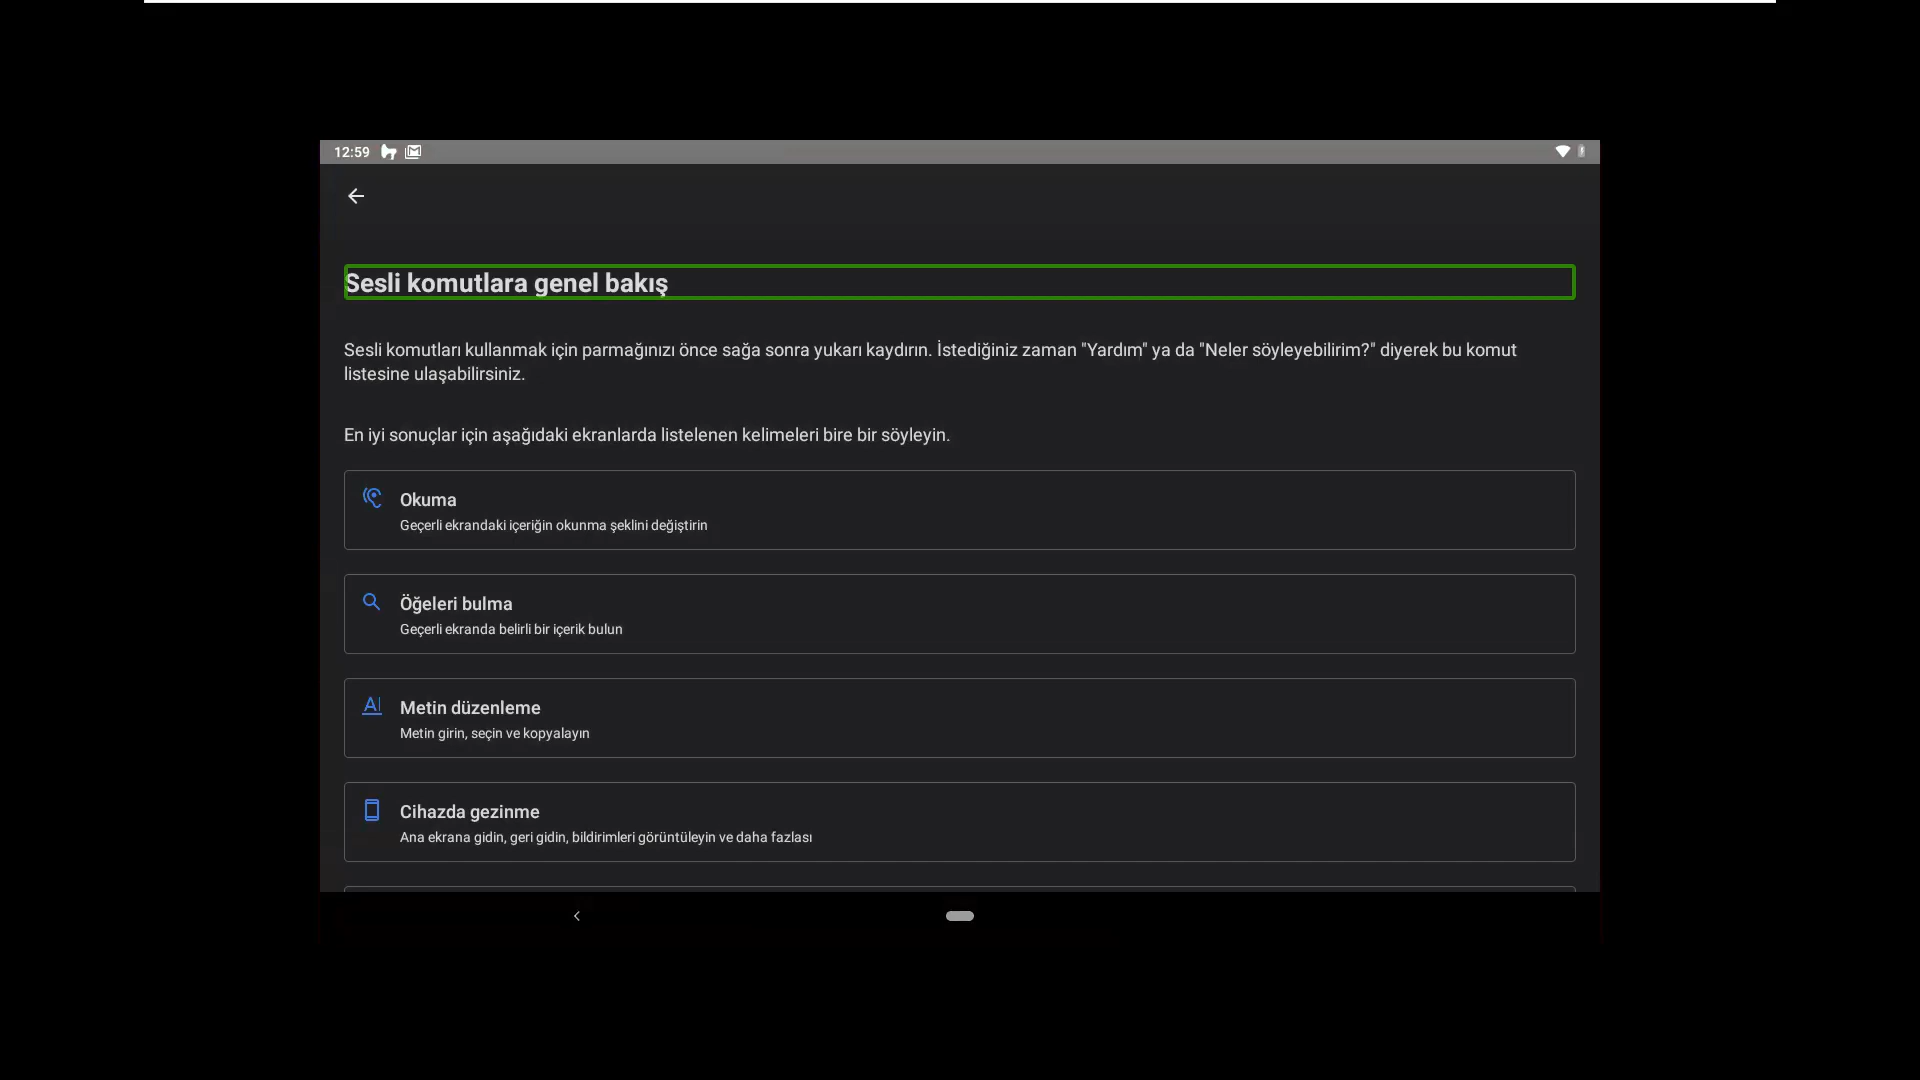 12:59
Sesli komutlara genel bakış
Sesli komutları kullanmak için parmağınızı önce sağa sonra yukarı kaydırın. İstediğiniz zaman "Yardım" ya da "Neler söyleyebilirim?" diyerek bu komut
listesine ulaşabilirsiniz.
En iyi sonuçlar için aşağıdaki ekranlarda listelenen kelimeleri bire bir söyleyin.
Okuma
Geçerli ekrandaki içeriğin okunma şeklini değiştirin
Öğeleri bulma
Geçerli ekranda belirli bir içerik bulun
Metin düzenleme
Metin girin, seçin ve kopyalayın
Cihazda gezinme
Ana ekrana gidin, geri gidin, bildirimleri görüntüleyin ve daha fazlası